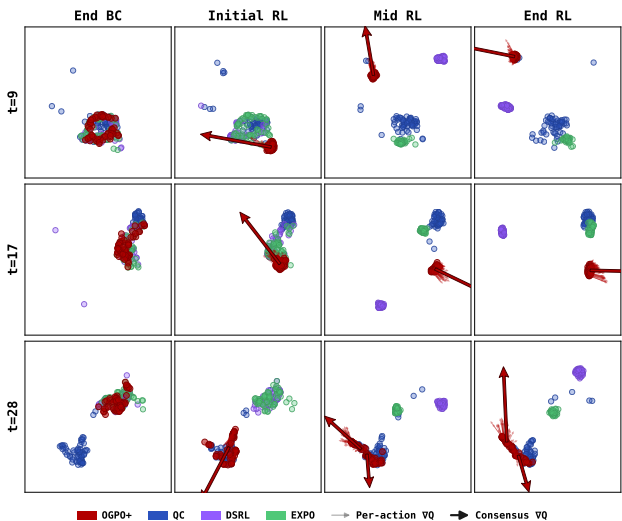 End BC Initial RL Mid RL End RL
t=9
t=17
t=28
OGPO+ QC DSRL EXPO Per-action ∇Q Consensus ∇Q